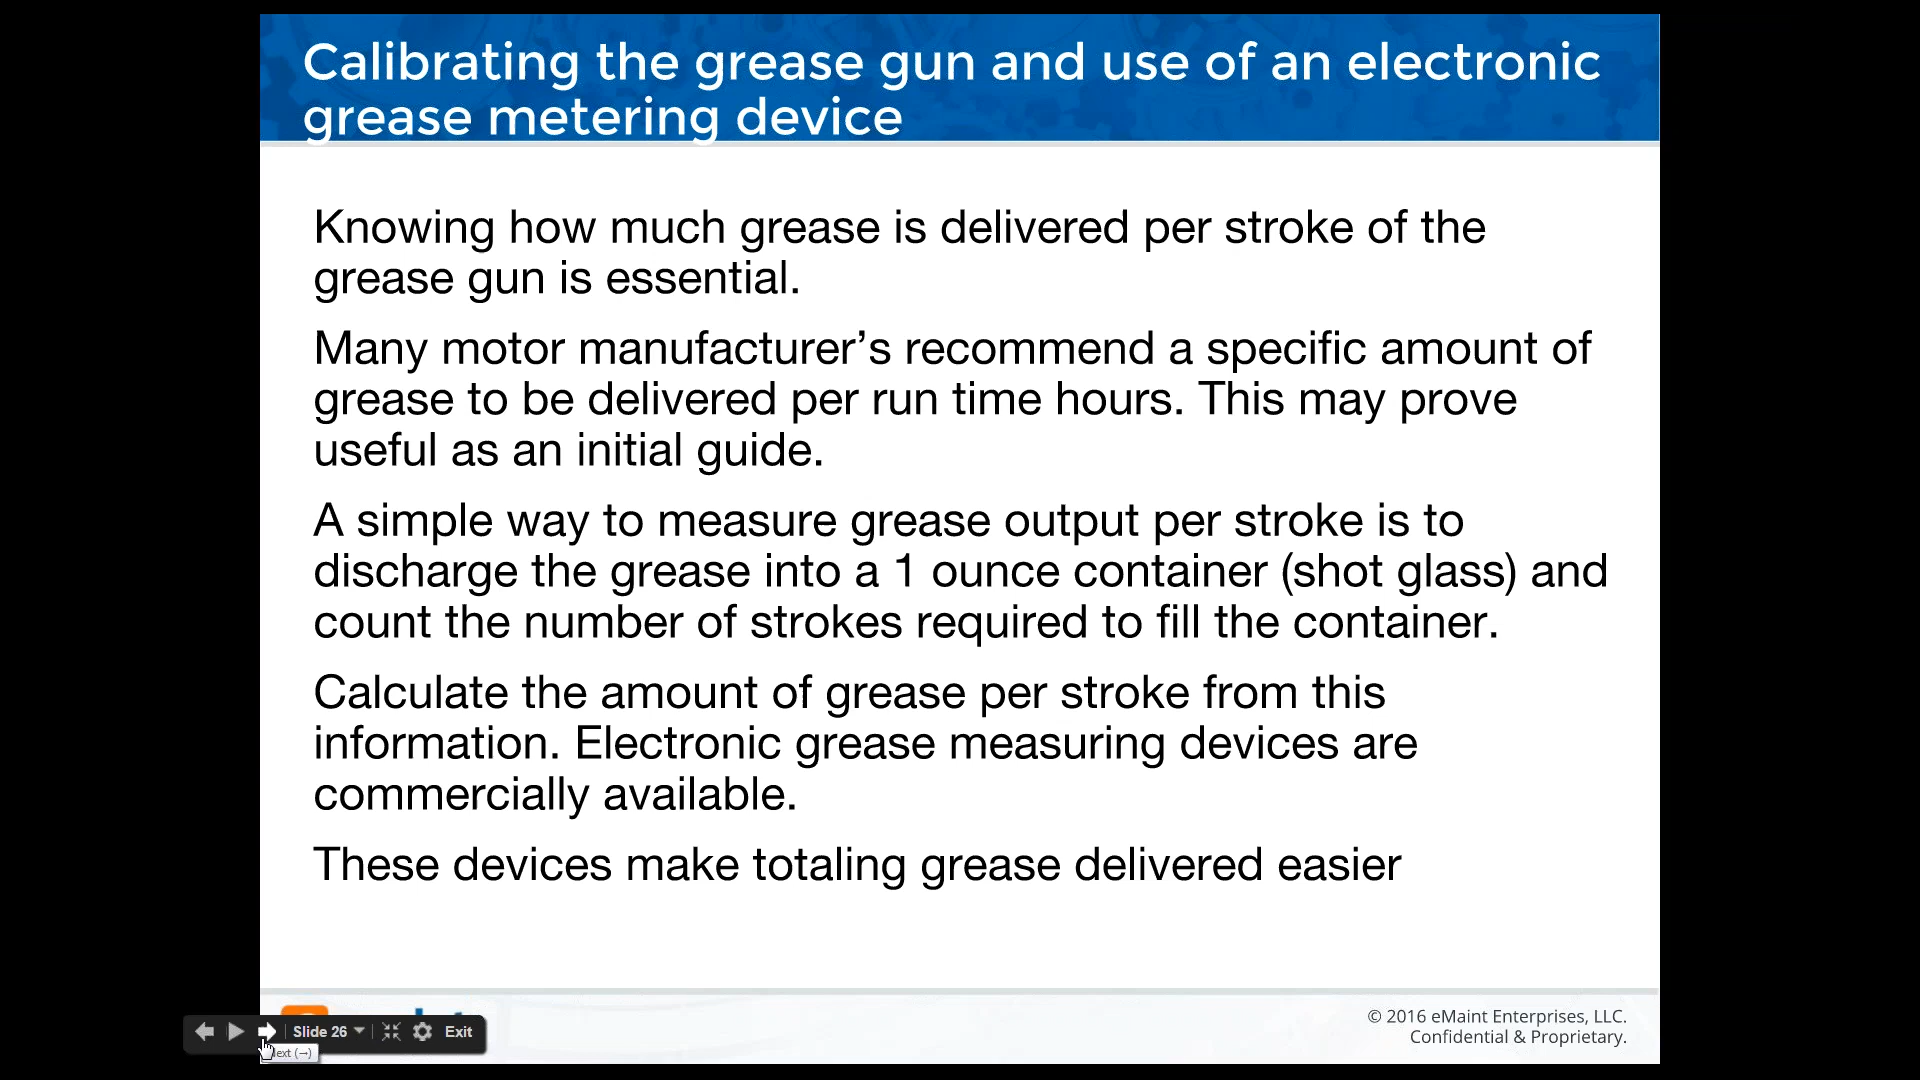 Calibrating the grease gun and use of an electronic
grease metering device
Knowing how much grease is delivered per stroke of the
grease gun is essential.
Many motor manufacturer’s recommend a specific amount of
grease to be delivered per run time hours. This may prove
useful as an initial guide.
A simple way to measure grease output per stroke is to
discharge the grease into a 1 ounce container (shot glass) and
count the number of strokes required to fill the container.
Calculate the amount of grease per stroke from this
information. Electronic grease measuring devices are
commercially available.
These devices make totaling grease delivered easier
© 2016 eMaint Enterprises, LLC.
Confidential & Proprietary.
Slide 26
Exit
(→)